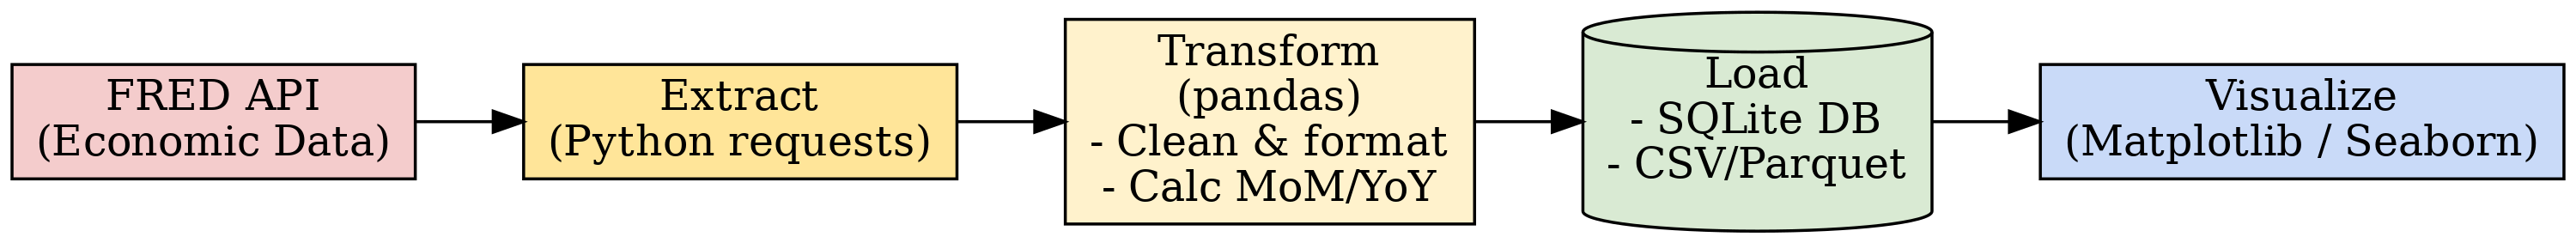 FRED API
(Economic Data)
Extract
(Python requests)
Transform
(pandas)
- Clean & format
- Calc MoM/YoY
Load
- SQLite DB
- CSV/Parquet
Visualize
(Matplotlib / Seaborn)